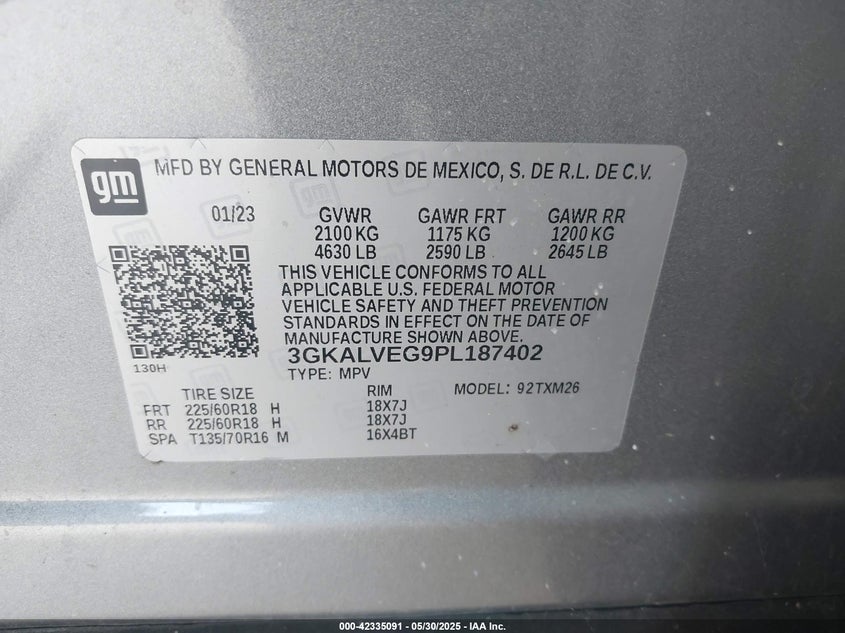 gm
MFD BY GENERAL MOTORS DE MEXICO, S. DE R.L. DE C.V.
01/23 GVWR GAWR FRT GAWR RR
2100 KG 1175 KG 1200 KG
4630 LB 2590 LB 2645 LB
THIS VEHICLE CONFORMS TO ALL
APPLICABLE U.S. FEDERAL MOTOR
VEHICLE SAFETY AND THEFT PREVENTION
STANDARDS IN EFFECT ON THE DATE OF
MANUFACTURE SHOWN ABOVE.
3GKALVEG9PL187402
130H
TYPE: MPV
TIRE SIZE RIM MODEL: 92TXM26
FRT 225/60R18 H 18X7J
RR 225/60R18 H 18X7J
SPA T135/70R16 M 16X4BT
000-42335091 - 05/30/2025 - IAA Inc.